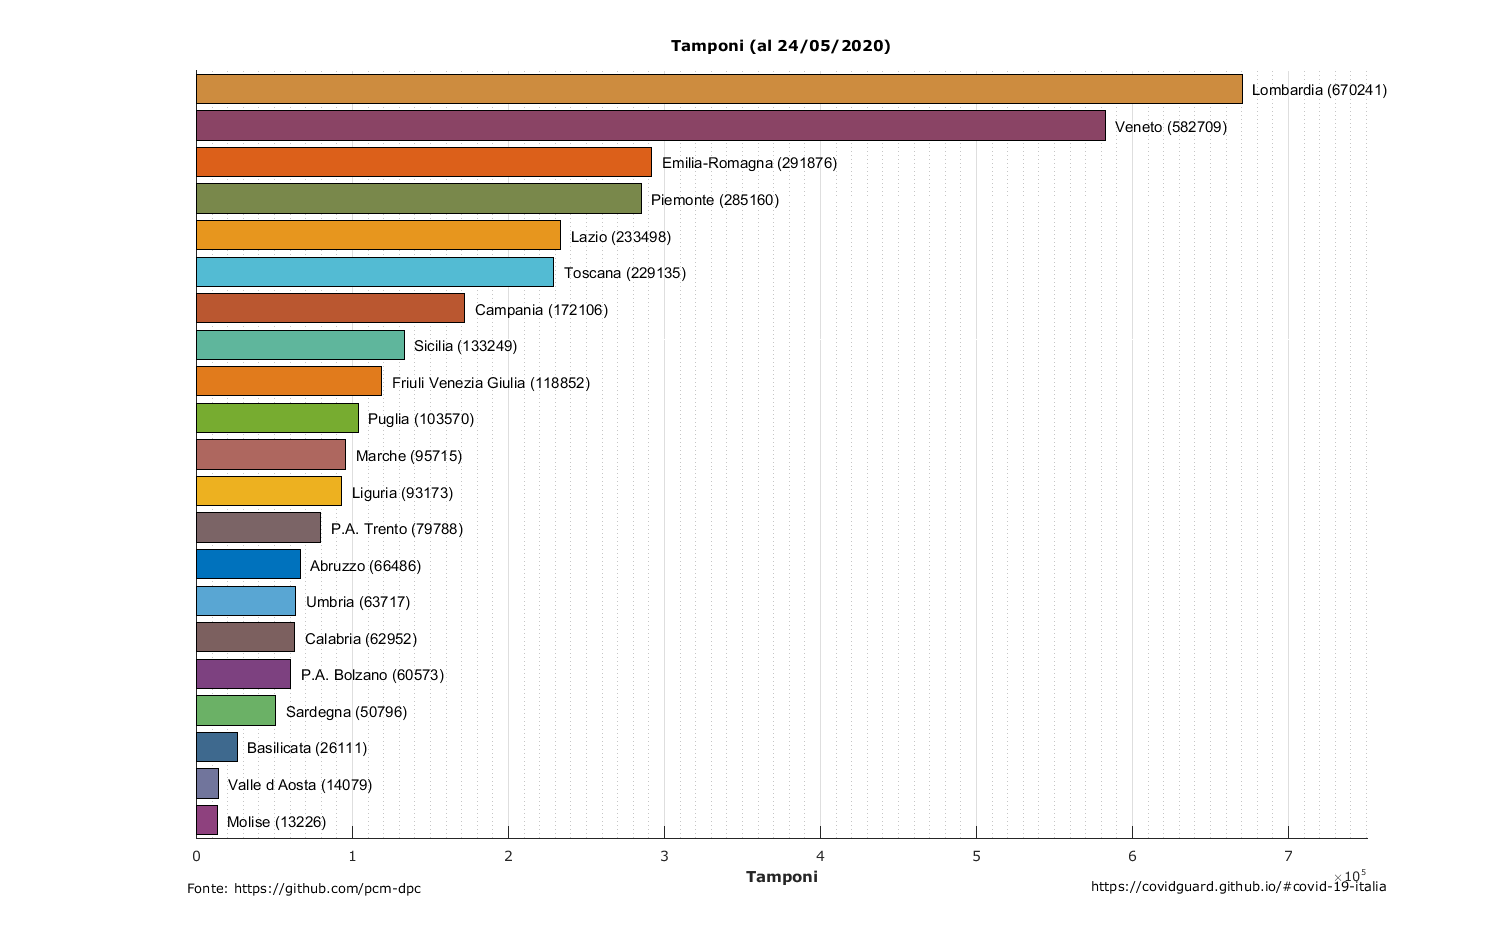 Tamponi (al 24/05/2020)
Lombardia (670241)
Veneto (582709)
Emilia-Romagna (291876)
Piemonte (285160)
Lazio (233498)
Toscana (229135)
Campania (172106)
Sicilia (133249)
Friuli Venezia Giulia (118852)
Puglia (103570)
Marche (95715)
Liguria (93173)
P.A. Trento (79788)
Abruzzo (66486)
Umbria (63717)
Calabria (62952)
P.A. Bolzano (60573)
Sardegna (50796)
Basilicata (26111)
Valle d Aosta (14079)
Molise (13226)
0 1 2 3 4 5 6 7
Tamponi
×10⁵
Fonte: https://github.com/pcm-dpc
https://covidguard.github.io/#covid-19-italia